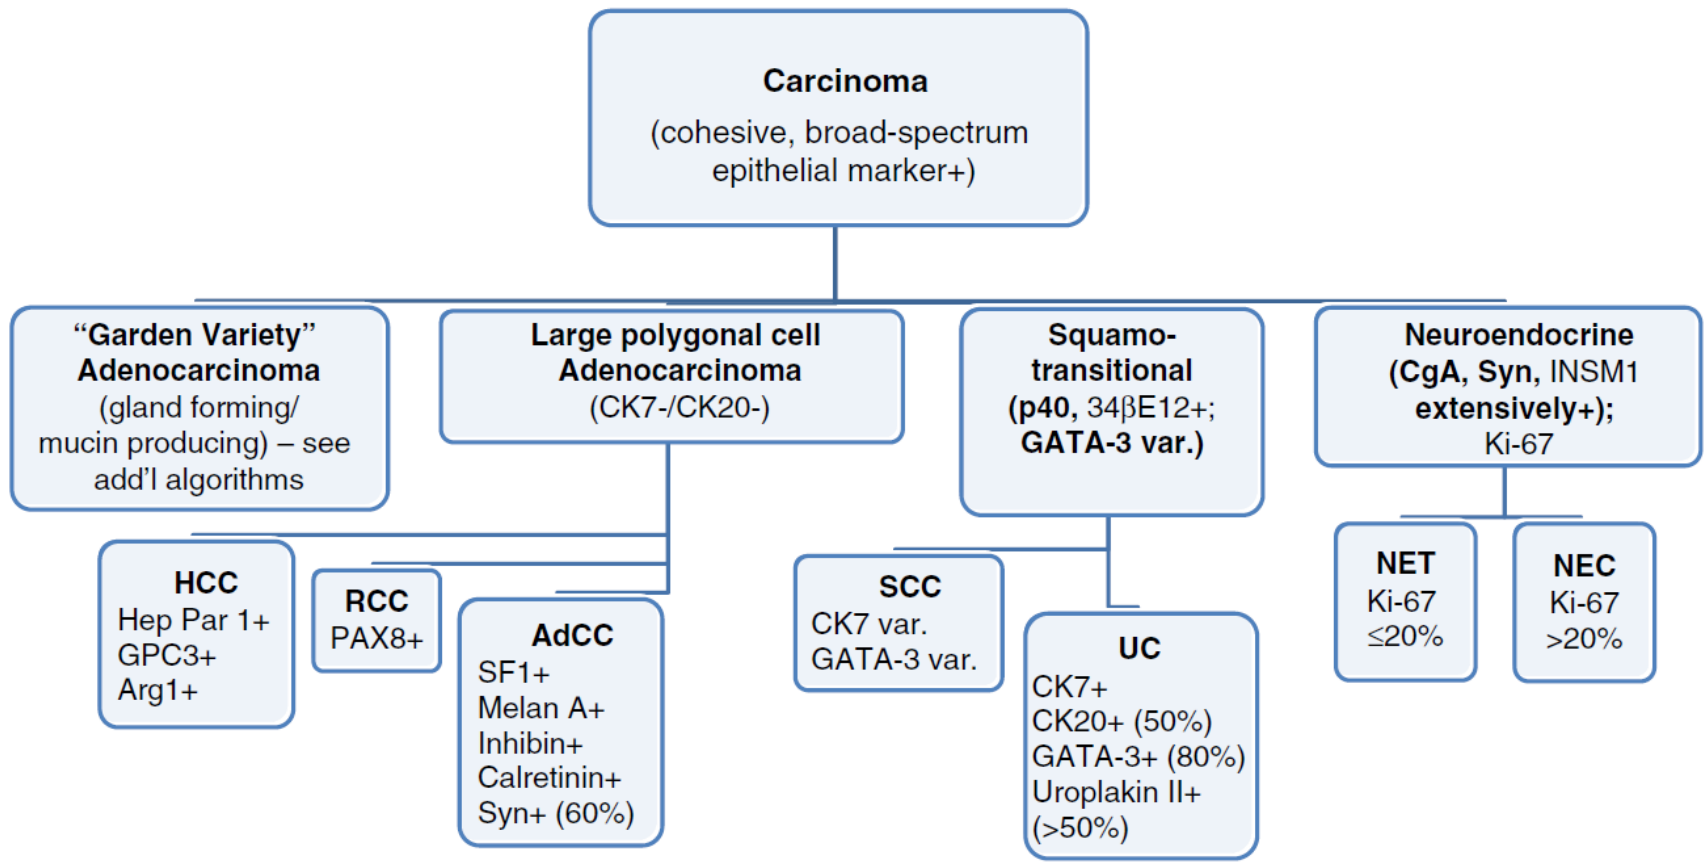 Carcinoma
(cohesive, broad-spectrum
epithelial marker+)
“Garden Variety”
Adenocarcinoma
(gland forming/
mucin producing) – see
add’l algorithms
Large polygonal cell
Adenocarcinoma
(CK7-/CK20-)
Squamo-
transitional
(p40, 34βE12+;
GATA-3 var.)
Neuroendocrine
(CgA, Syn, INSM1
extensively+);
Ki-67
HCC
Hep Par 1+
GPC3+
Arg1+
RCC
PAX8+
AdCC
SF1+
Melan A+
Inhibin+
Calretinin+
Syn+ (60%)
SCC
CK7 var.
GATA-3 var.
UC
CK7+
CK20+ (50%)
GATA-3+ (80%)
Uroplakin II+
(>50%)
NET
Ki-67
≤20%
NEC
Ki-67
>20%